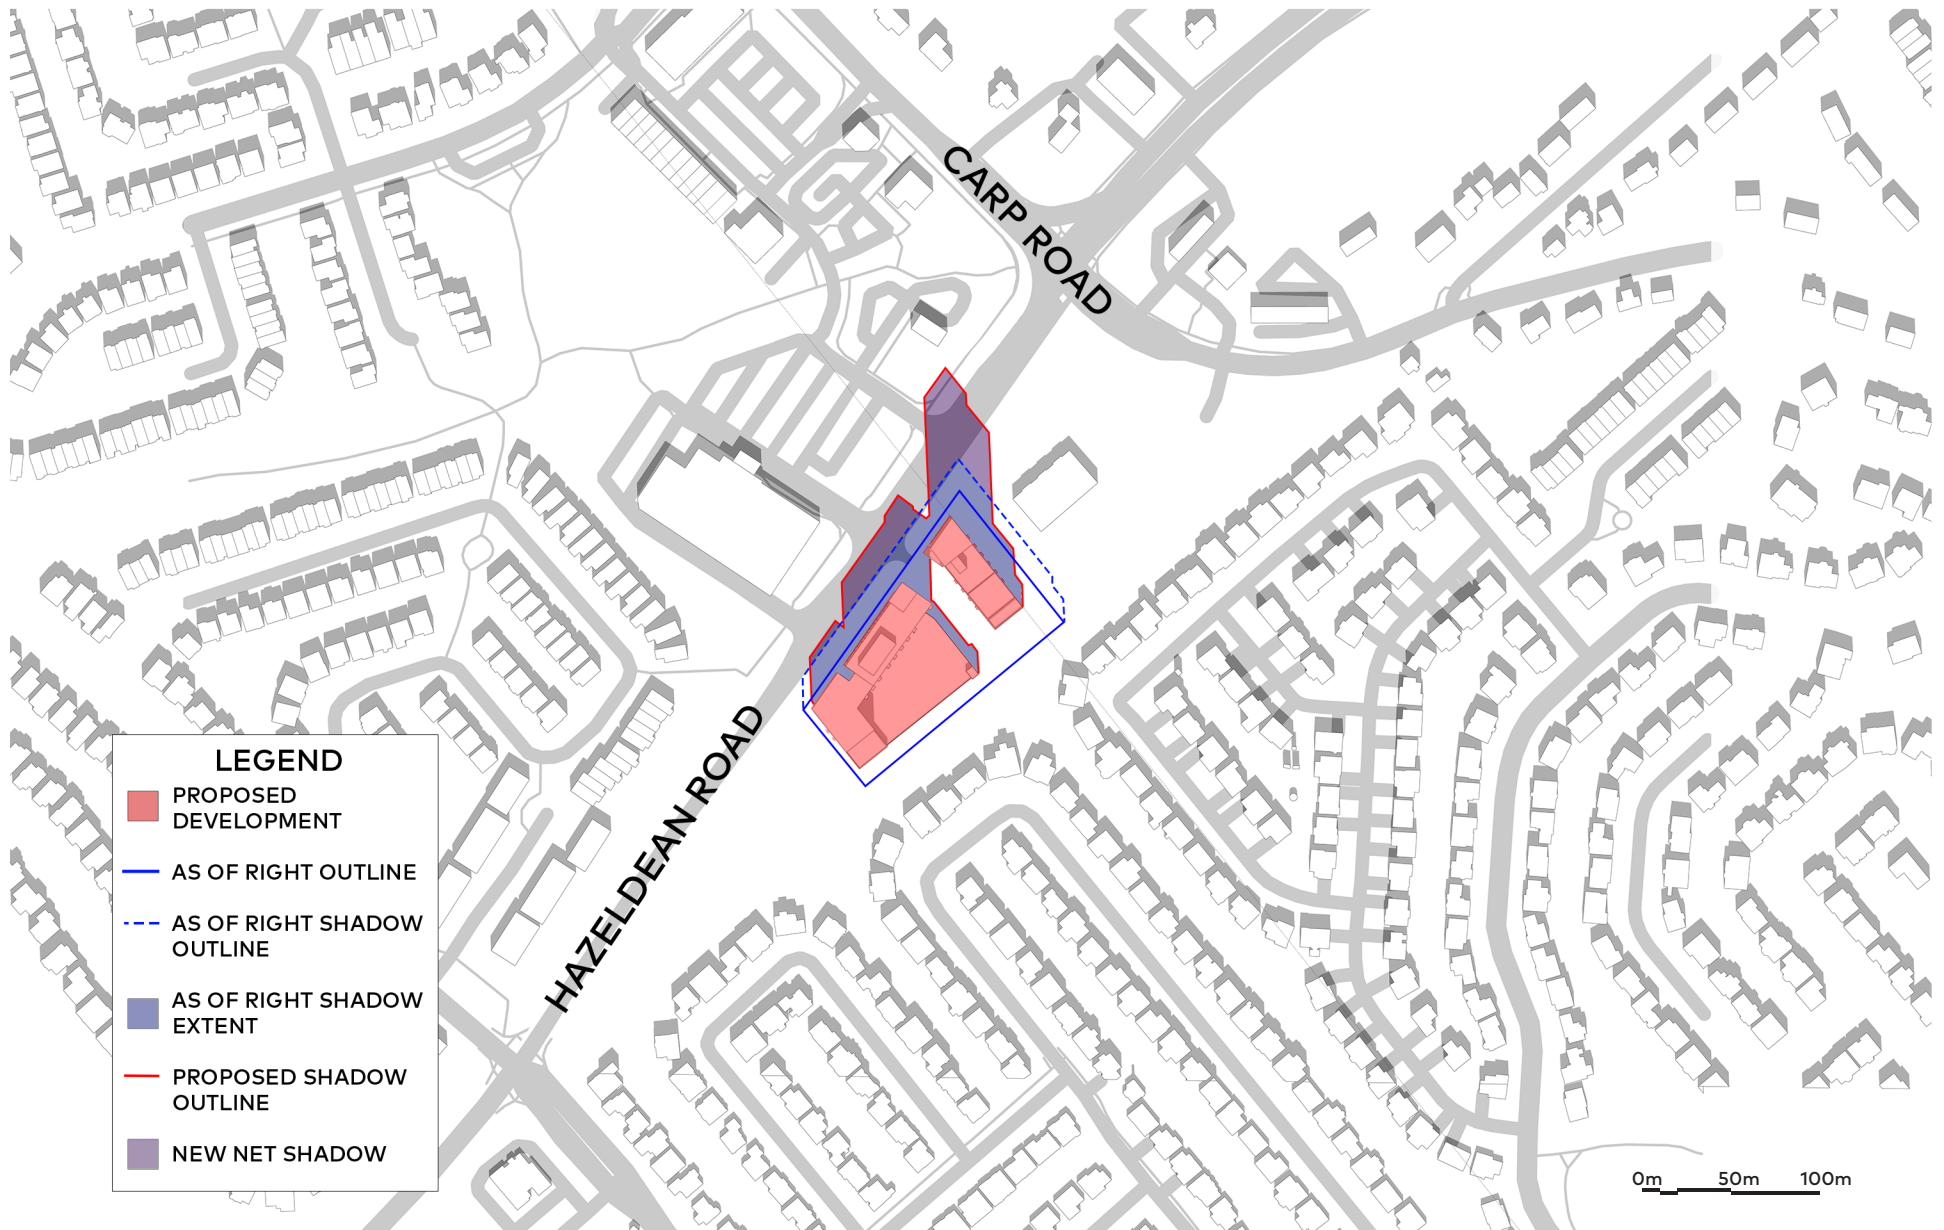 CARP ROAD
HAZELDEAN ROAD
LEGEND
PROPOSED
DEVELOPMENT
AS OF RIGHT OUTLINE
AS OF RIGHT SHADOW
OUTLINE
AS OF RIGHT SHADOW
EXTENT
PROPOSED SHADOW
OUTLINE
NEW NET SHADOW
0m 50m 100m